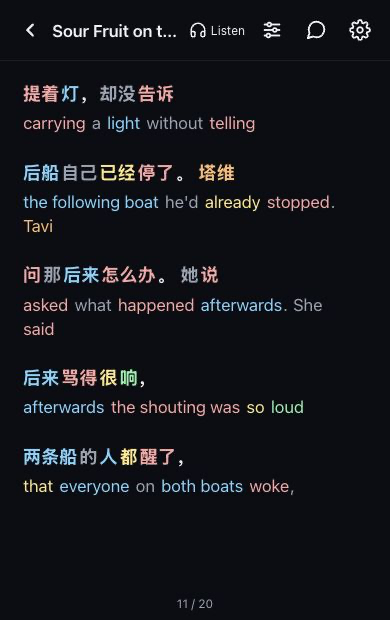 Sour Fruit on t... Listen
提着灯，却没告诉
carrying a light without telling
后船自己已经停了。塔维
the following boat he'd already stopped.
Tavi
问那后来怎么办。她说
asked what happened afterwards. She
said
后来骂得很响，
afterwards the shouting was so loud
两条船的人都醒了，
that everyone on both boats woke,
11 / 20